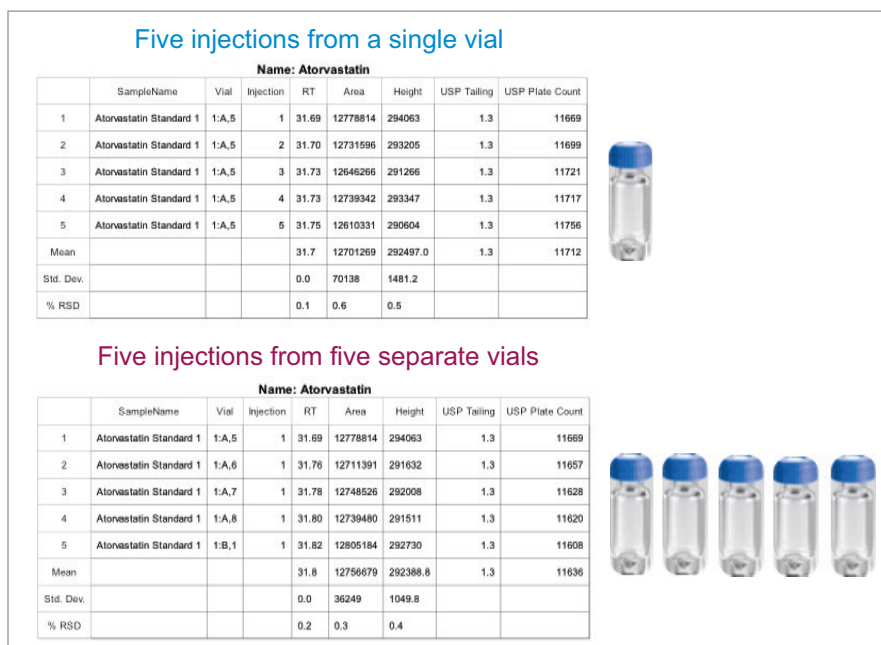 Five injections from a single vial
Name: Atorvastatin
SampleName Vial Injection RT Area Height USP Tailing USP Plate Count
1 Atorvastatin Standard 1 1:A,5 1 31.69 12778814 294063 1.3 11669
2 Atorvastatin Standard 1 1:A,5 2 31.70 12731596 293205 1.3 11699
3 Atorvastatin Standard 1 1:A,5 3 31.73 12646266 291266 1.3 11721
4 Atorvastatin Standard 1 1:A,5 4 31.73 12739342 293347 1.3 11717
5 Atorvastatin Standard 1 1:A,5 5 31.75 12610331 290604 1.3 11756
Mean 31.7 12701269 292497.0 1.3 11712
Std. Dev. 0.0 70138 1481.2
% RSD 0.1 0.6 0.5
Five injections from five separate vials
Name: Atorvastatin
SampleName Vial Injection RT Area Height USP Tailing USP Plate Count
1 Atorvastatin Standard 1 1:A,5 1 31.69 12778814 294063 1.3 11669
2 Atorvastatin Standard 1 1:A,6 1 31.76 12711391 291632 1.3 11657
3 Atorvastatin Standard 1 1:A,7 1 31.78 12748526 292008 1.3 11628
4 Atorvastatin Standard 1 1:A,8 1 31.80 12739480 291511 1.3 11620
5 Atorvastatin Standard 1 1:B,1 1 31.82 12805184 292730 1.3 11608
Mean 31.8 12756679 292388.8 1.3 11636
Std. Dev. 0.0 36249 1049.8
% RSD 0.2 0.3 0.4